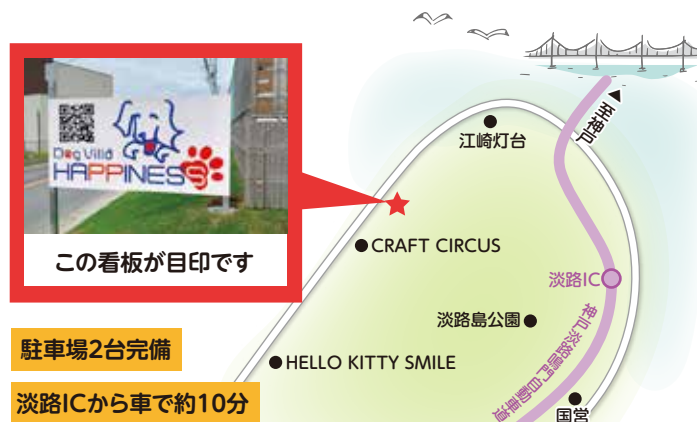 Dog Villa
HAPPINESS
この看板が目印です
駐車場2台完備
淡路ICから車で約10分
至神戸
江崎灯台
CRAFT CIRCUS
淡路IC
淡路島公園
HELLO KITTY SMILE
神戸淡路鳴門自動車道
国営